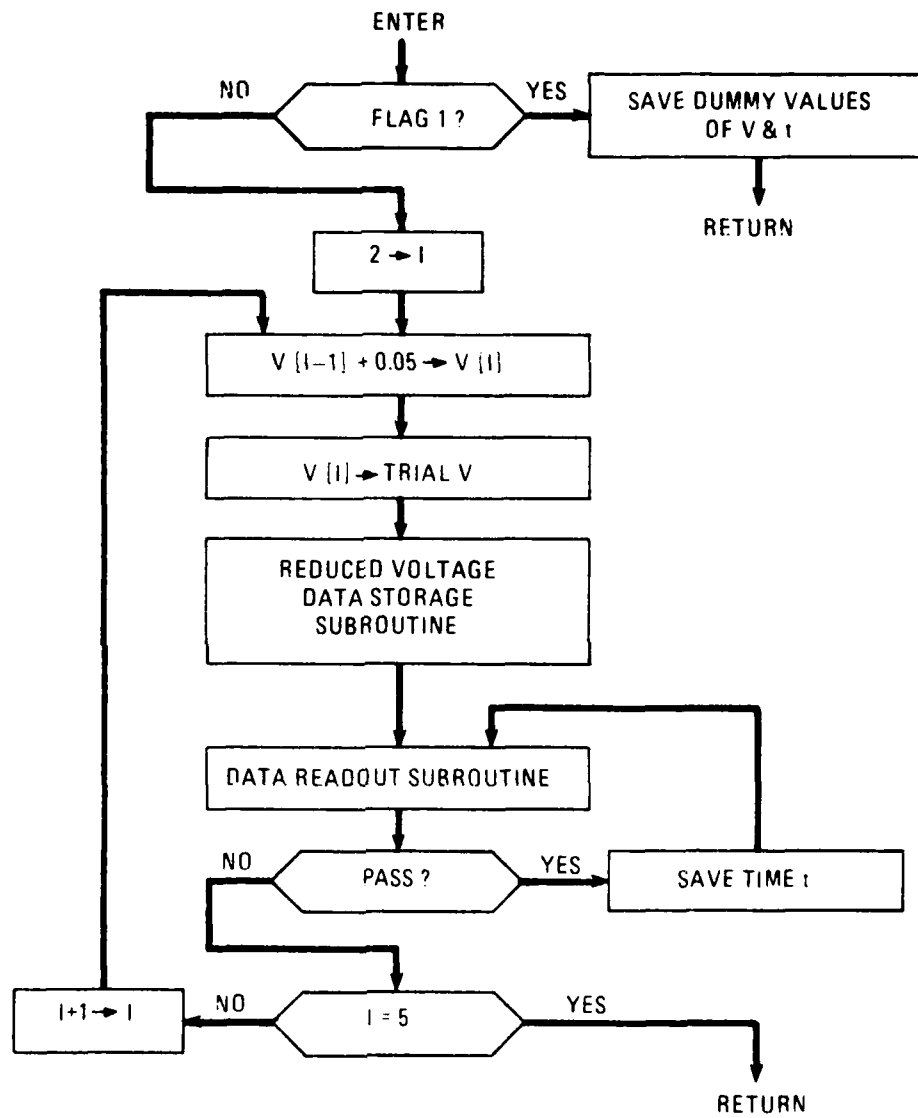 ENTER
NO
FLAG 1 ?
YES
SAVE DUMMY VALUES
OF V & t
RETURN
2 → I
V [I−1] + 0.05 → V [I]
V [I] → TRIAL V
REDUCED VOLTAGE
DATA STORAGE
SUBROUTINE
DATA READOUT SUBROUTINE
NO
PASS ?
YES
SAVE TIME t
I+1 → I
NO
I = 5
YES
RETURN